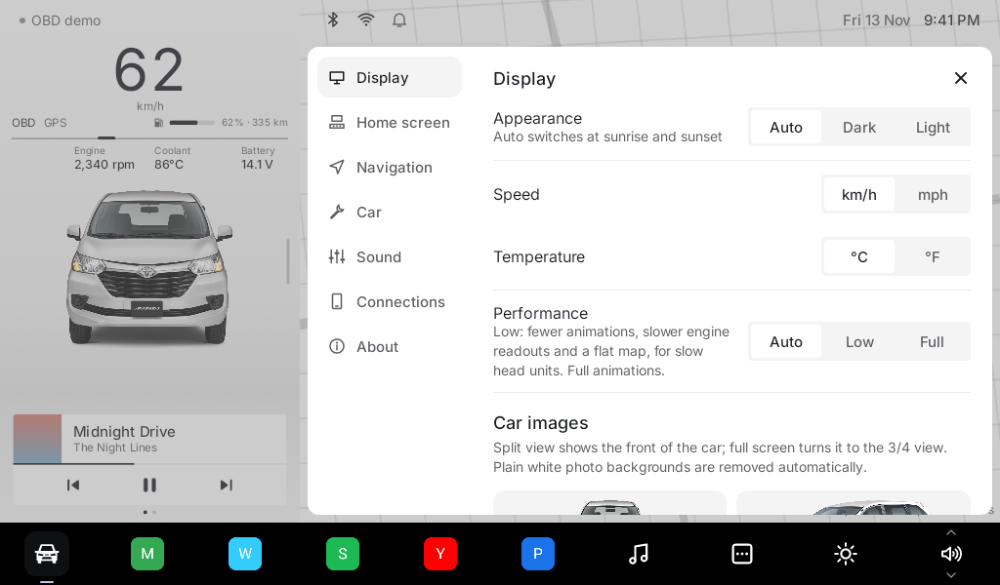 OBD demo
Fri 13 Nov 9:41 PM
62
km/h
OBD GPS
62% · 335 km
Engine
2,340 rpm
Coolant
86°C
Battery
14.1 V
Midnight Drive
The Night Lines
Display
Home screen
Navigation
Car
Sound
Connections
About
Display
Appearance
Auto switches at sunrise and sunset
Auto Dark Light
Speed
km/h mph
Temperature
°C °F
Performance
Low: fewer animations, slower engine
readouts and a flat map, for slow
head units. Full animations.
Auto Low Full
Car images
Split view shows the front of the car; full screen turns it to the 3/4 view.
Plain white photo backgrounds are removed automatically.
M W S Y P